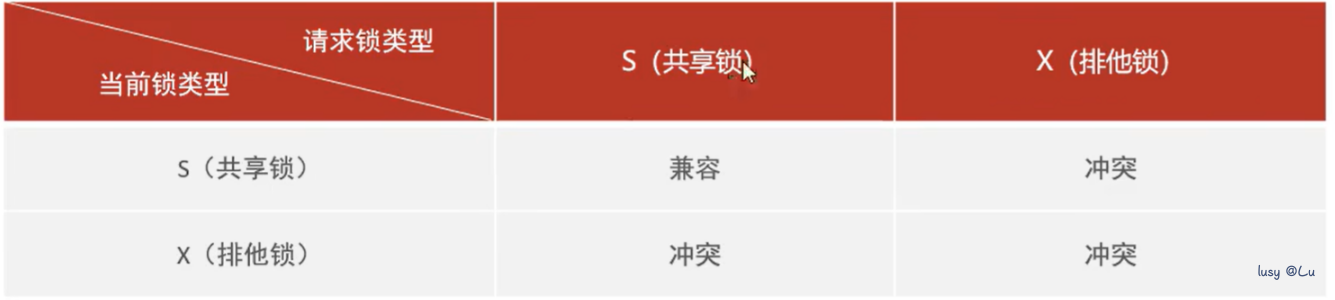 请求锁类型
当前锁类型
S（共享锁）
X（排他锁）
S（共享锁）
兼容
冲突
X（排他锁）
冲突
冲突
lusy @Lu